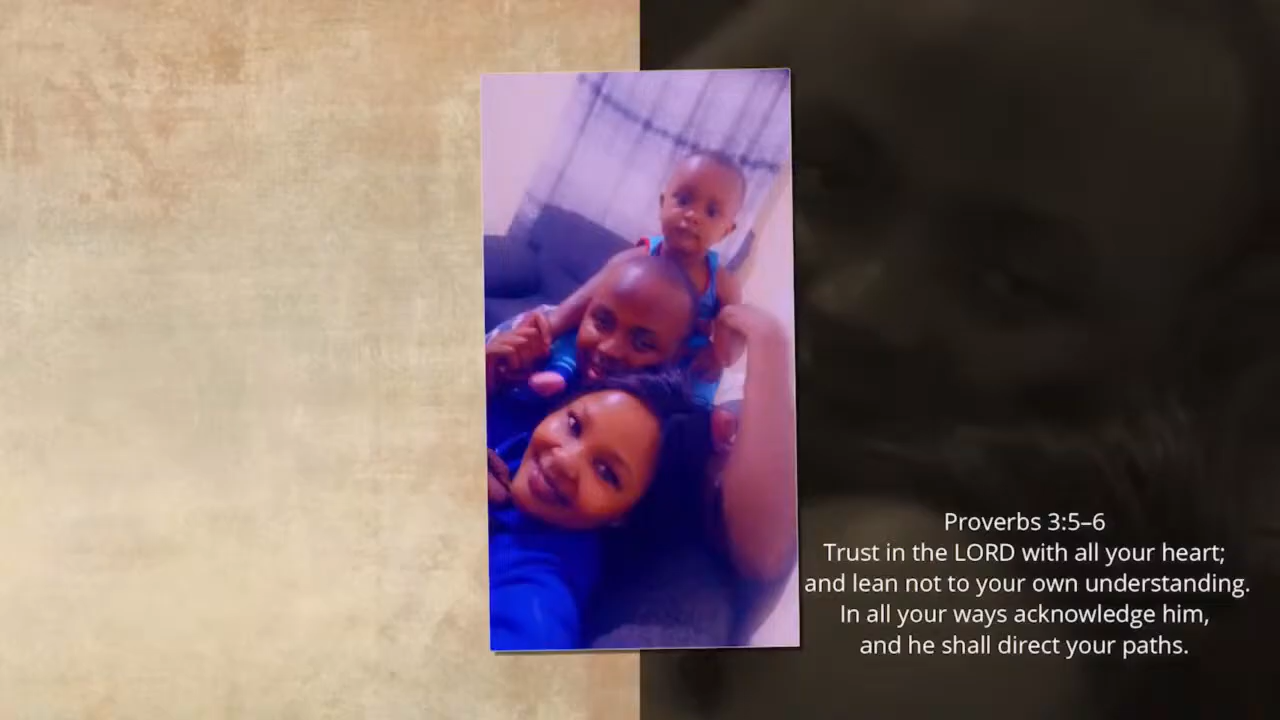 Proverbs 3:5–6
Trust in the LORD with all your heart;
and lean not to your own understanding.
In all your ways acknowledge him,
and he shall direct your paths.